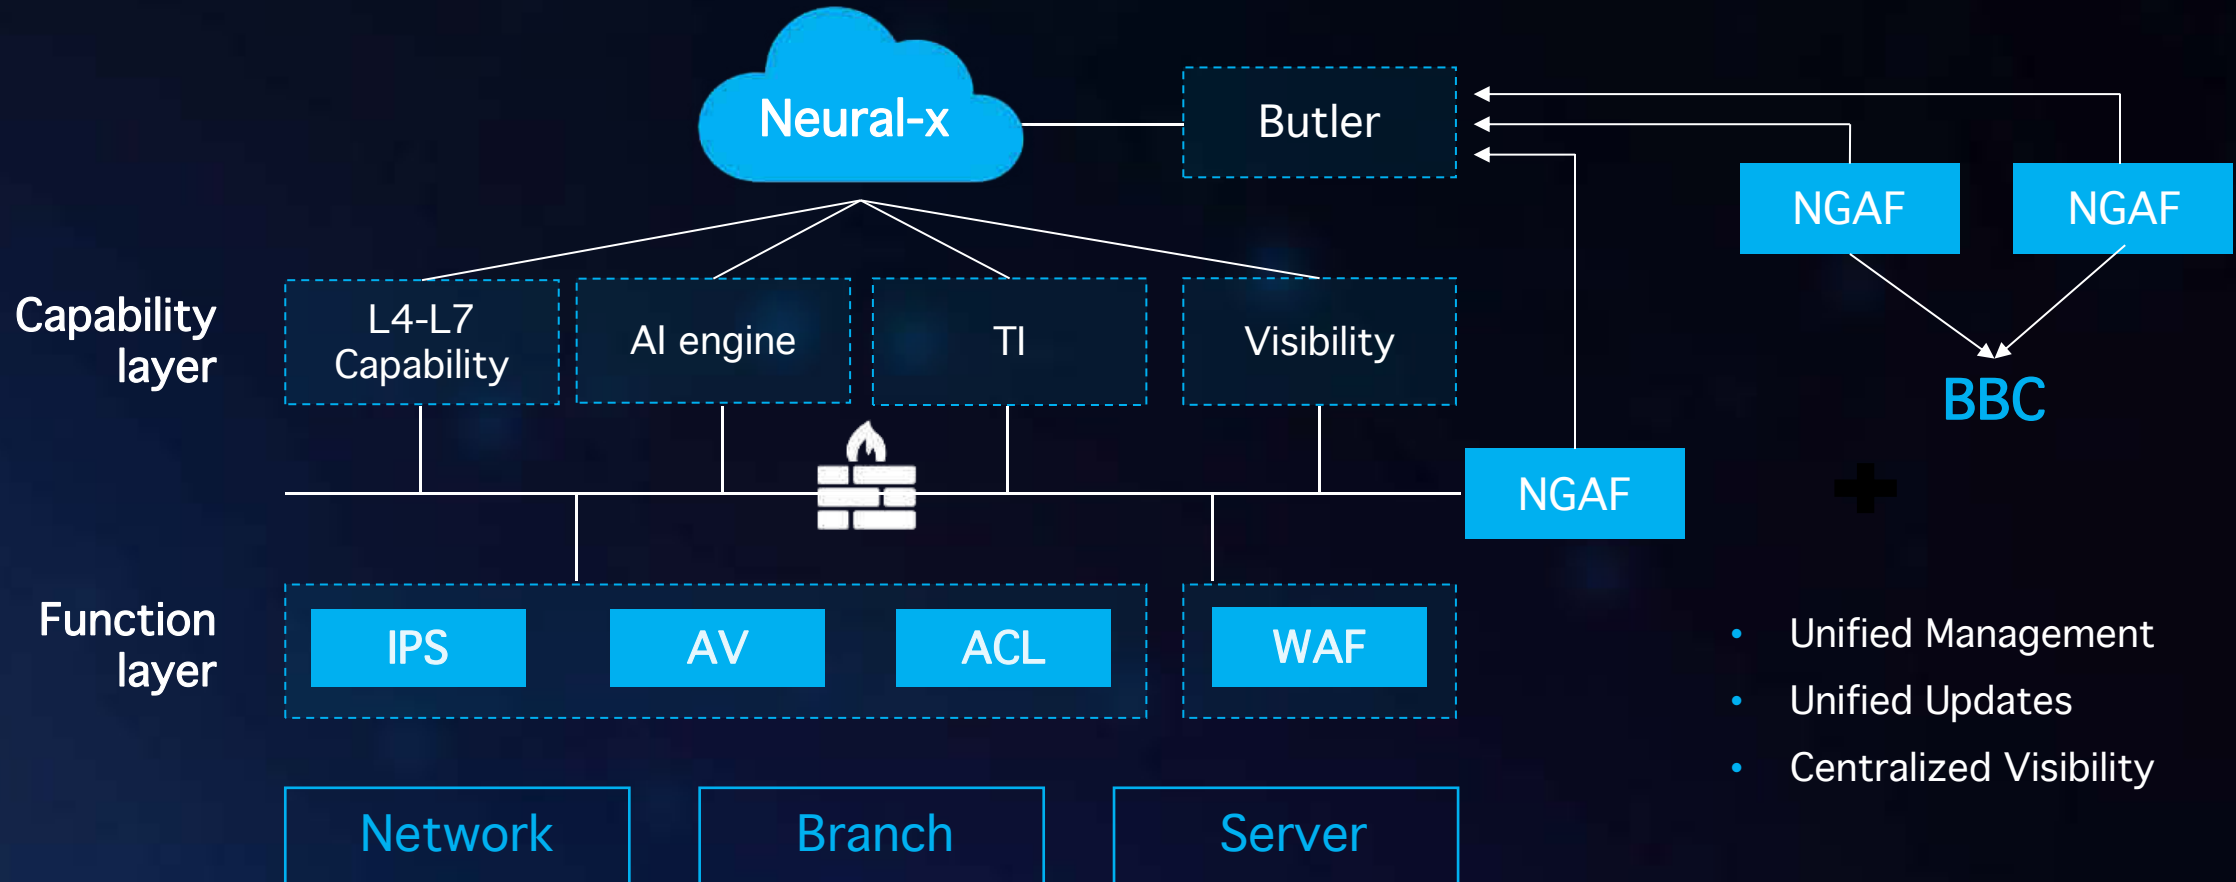 Neural-x
Butler
NGAF
NGAF
Capability
layer
L4-L7
Capability
AI engine
TI
Visibility
BBC
NGAF
Function
layer
IPS
AV
ACL
WAF
• Unified Management
• Unified Updates
• Centralized Visibility
Network
Branch
Server